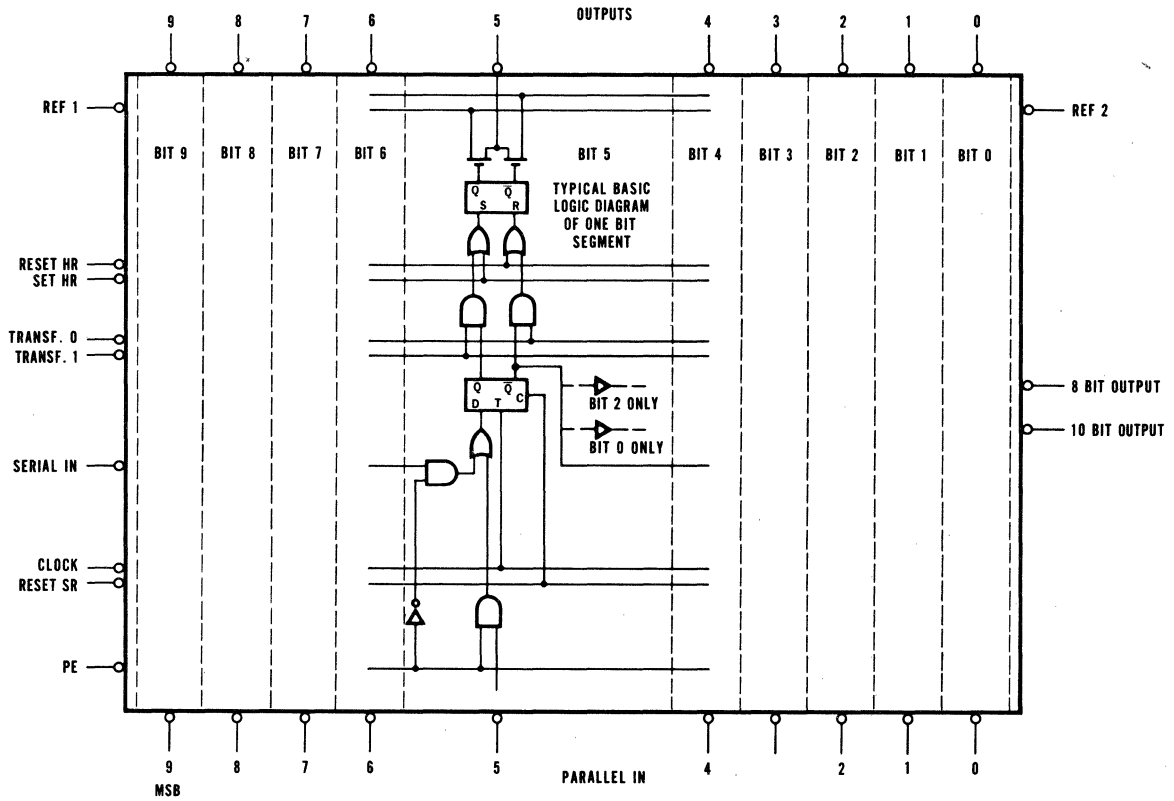 OUTPUTS
9 8 7 6 5 4 3 2 1 0
REF 1
REF 2
BIT 9 BIT 8 BIT 7 BIT 6 BIT 5 BIT 4 BIT 3 BIT 2 BIT 1 BIT 0
Q Q̅
S R
TYPICAL BASIC
LOGIC DIAGRAM
OF ONE BIT
SEGMENT
RESET HR
SET HR
TRANSF. 0
TRANSF. 1
Q Q̅
D T C
BIT 2 ONLY
BIT 0 ONLY
8 BIT OUTPUT
10 BIT OUTPUT
SERIAL IN
CLOCK
RESET SR
PE
9 8 7 6 5 4 2 1 0
MSB
PARALLEL IN